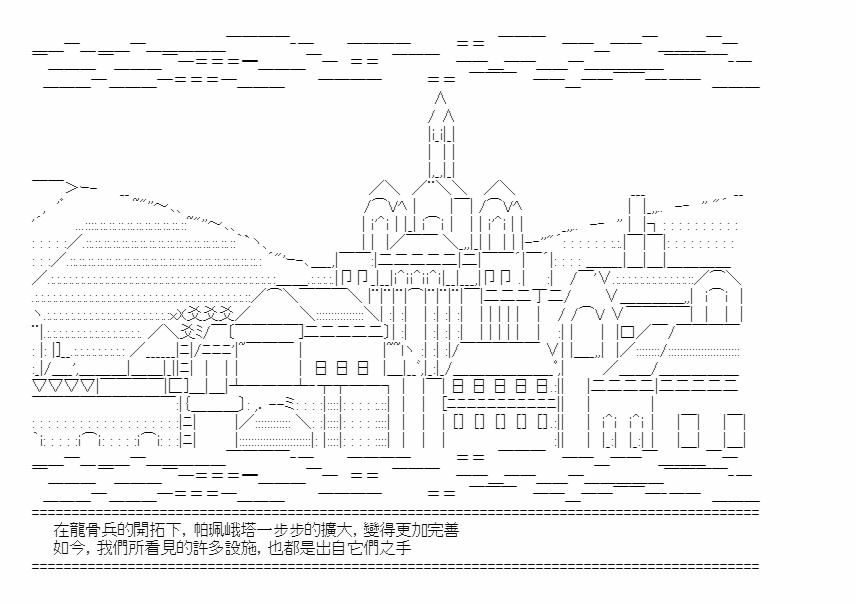 在龍骨兵的開拓下，帕珮峨塔一步步的擴大，變得更加完善
如今，我們所看見的許多設施，也都是出自它們之手